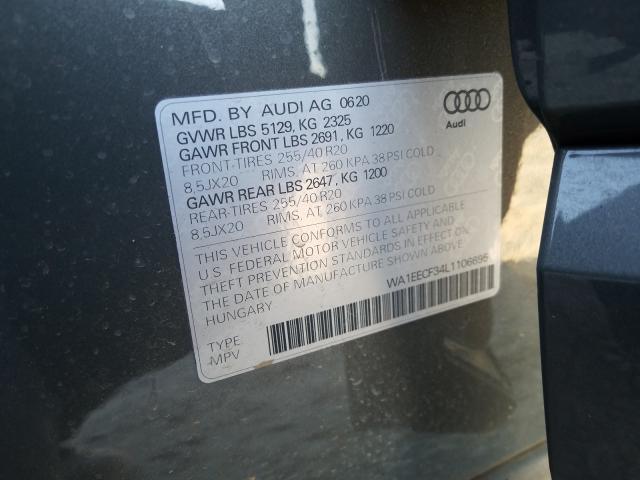 MFD. BY AUDI AG 0620
GVWR LBS 5129, KG 2325
GAWR FRONT LBS 2691, KG 1220
FRONT-TIRES 255/40 R20
8,5JX20 RIMS, AT 260 KPA 38 PSI COLD
GAWR REAR LBS 2647, KG 1200
REAR-TIRES 255/40 R20
8,5JX20 RIMS, AT 260 KPA 38 PSI COLD
THIS VEHICLE CONFORMS TO ALL APPLICABLE
U S FEDERAL MOTOR VEHICLE SAFETY AND
THEFT PREVENTION STANDARDS IN EFFECT ON
THE DATE OF MANUFACTURE SHOWN ABOVE.
HUNGARY
WA1EECF34L1106895
TYPE
MPV
Audi